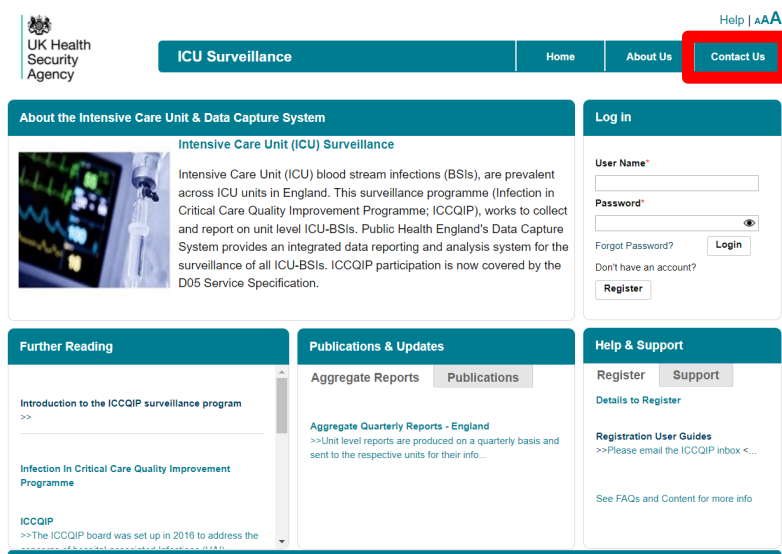 Help | AAA
UK Health
Security
Agency
ICU Surveillance
Home
About Us
Contact Us
About the Intensive Care Unit & Data Capture System
Intensive Care Unit (ICU) Surveillance
Intensive Care Unit (ICU) blood stream infections (BSIs), are prevalent
across ICU units in England. This surveillance programme (Infection in
Critical Care Quality Improvement Programme; ICCQIP), works to collect
and report on unit level ICU-BSIs. Public Health England's Data Capture
System provides an integrated data reporting and analysis system for the
surveillance of all ICU-BSIs. ICCQIP participation is now covered by the
D05 Service Specification.
Log in
User Name*
Password*
Forgot Password?
Login
Don't have an account?
Register
Further Reading
Introduction to the ICCQIP surveillance program
>>
Infection In Critical Care Quality Improvement
Programme
ICCQIP
>>The ICCQIP board was set up in 2016 to address the
Publications & Updates
Aggregate Reports
Publications
Aggregate Quarterly Reports - England
>>Unit level reports are produced on a quarterly basis and
sent to the respective units for their info...
Help & Support
Register
Support
Details to Register
Registration User Guides
>>Please email the ICCQIP inbox <...
See FAQs and Content for more info